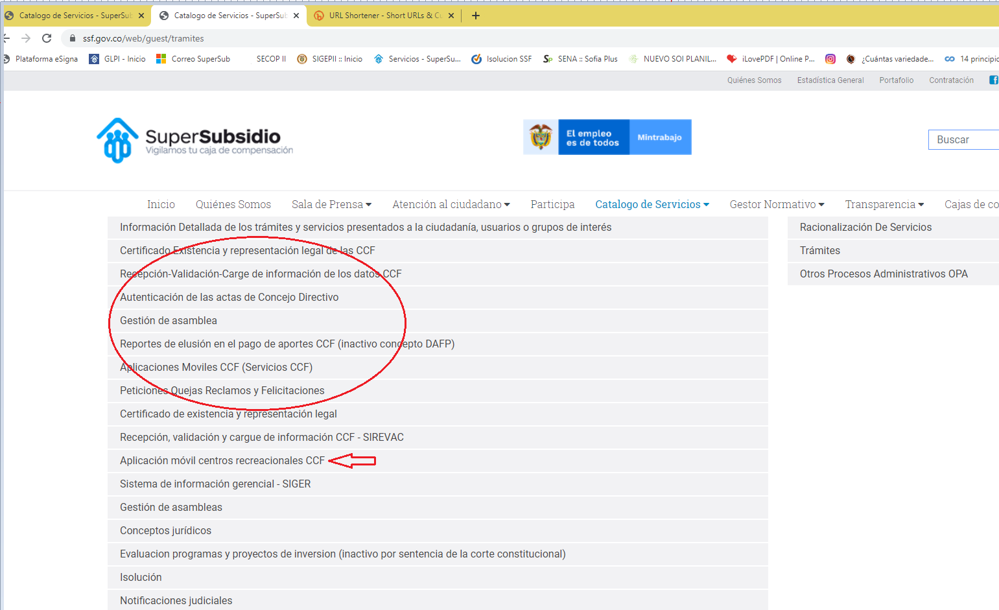 Catalogo de Servicios - SuperSub
Catalogo de Servicios - SuperSub
URL Shortener - Short URLs & Cu
ssf.gov.co/web/guest/tramites
Plataforma eSigna
GLPI - Inicio
Correo SuperSub
SECOP II
SIGEPII :: Inicio
Servicios - SuperSu...
Isolucion SSF
SENA :: Sofia Plus
NUEVO SOI PLANIL...
iLovePDF | Online P...
¿Cuántas variedade...
14 principio
Quiénes Somos
Estadística General
Portafolio
Contratación
SuperSubsidio
Vigilamos tu caja de compensación
El empleo
es de todos
Mintrabajo
Buscar
Inicio
Quiénes Somos
Sala de Prensa
Atención al ciudadano
Participa
Catalogo de Servicios
Gestor Normativo
Transparencia
Cajas de co
Información Detallada de los trámites y servicios presentados a la ciudadanía, usuarios o grupos de interés
Certificado Existencia y representación legal de las CCF
Recepción-Validación-Carge de información de los datos CCF
Autenticación de las actas de Concejo Directivo
Gestión de asamblea
Reportes de elusión en el pago de aportes CCF (inactivo concepto DAFP)
Aplicaciones Moviles CCF (Servicios CCF)
Peticiones Quejas Reclamos y Felicitaciones
Certificado de existencia y representación legal
Recepción, validación y cargue de información CCF - SIREVAC
Aplicación móvil centros recreacionales CCF
Sistema de información gerencial - SIGER
Gestión de asambleas
Conceptos jurídicos
Evaluacion programas y proyectos de inversion (inactivo por sentencia de la corte constitucional)
Isolución
Notificaciones judiciales
Racionalización De Servicios
Trámites
Otros Procesos Administrativos OPA